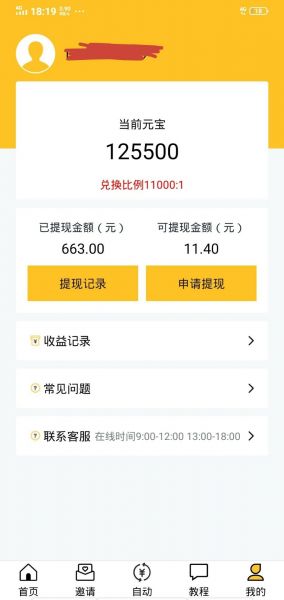 18:19
当前元宝
125500
兑换比例11000:1
已提现金额（元） 可提现金额（元）
663.00 11.40
提现记录 申请提现
收益记录
常见问题
联系客服 在线时间9:00-12:00 13:00-18:00
首页 邀请 自动 教程 我的